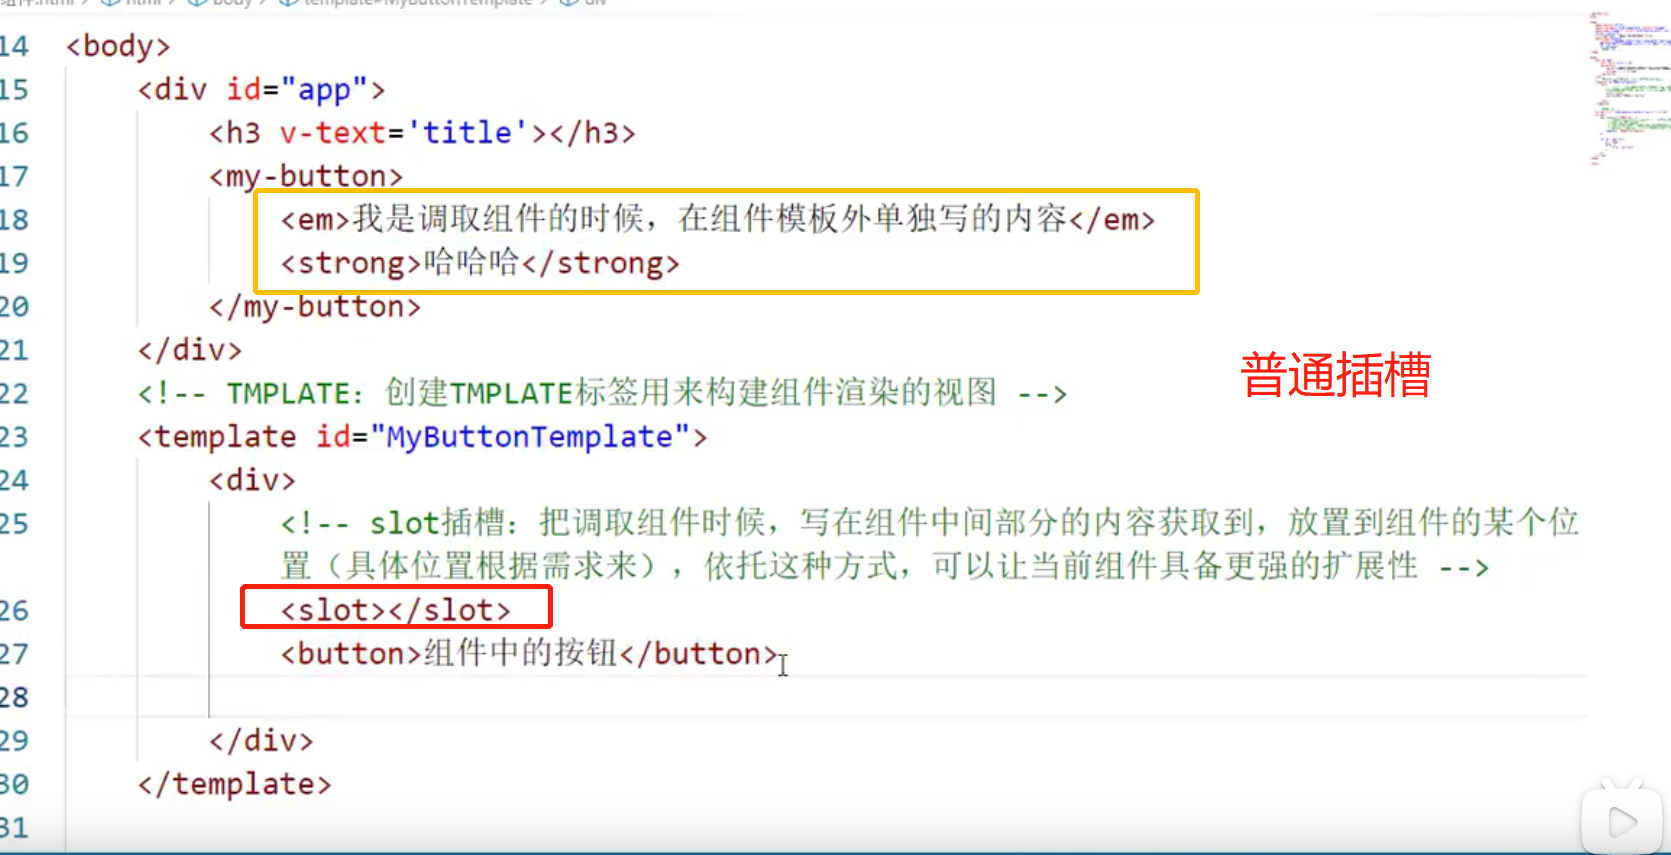 组件.html > html > body > template#MyButtonTemplate > div
14 <body>
15 <div id="app">
16 <h3 v-text='title'></h3>
17 <my-button>
18 <em>我是调取组件的时候，在组件模板外单独写的内容</em>
19 <strong>哈哈哈</strong>
20 </my-button>
21 </div>
普通插槽
22 <!-- TMPLATE：创建TMPLATE标签用来构建组件渲染的视图 -->
23 <template id="MyButtonTemplate">
24 <div>
25 <!-- slot插槽：把调取组件时候，写在组件中间部分的内容获取到，放置到组件的某个位
置（具体位置根据需求来），依托这种方式，可以让当前组件具备更强的扩展性 -->
26 <slot></slot>
27 <button>组件中的按钮</button>
28
29 </div>
30 </template>
31